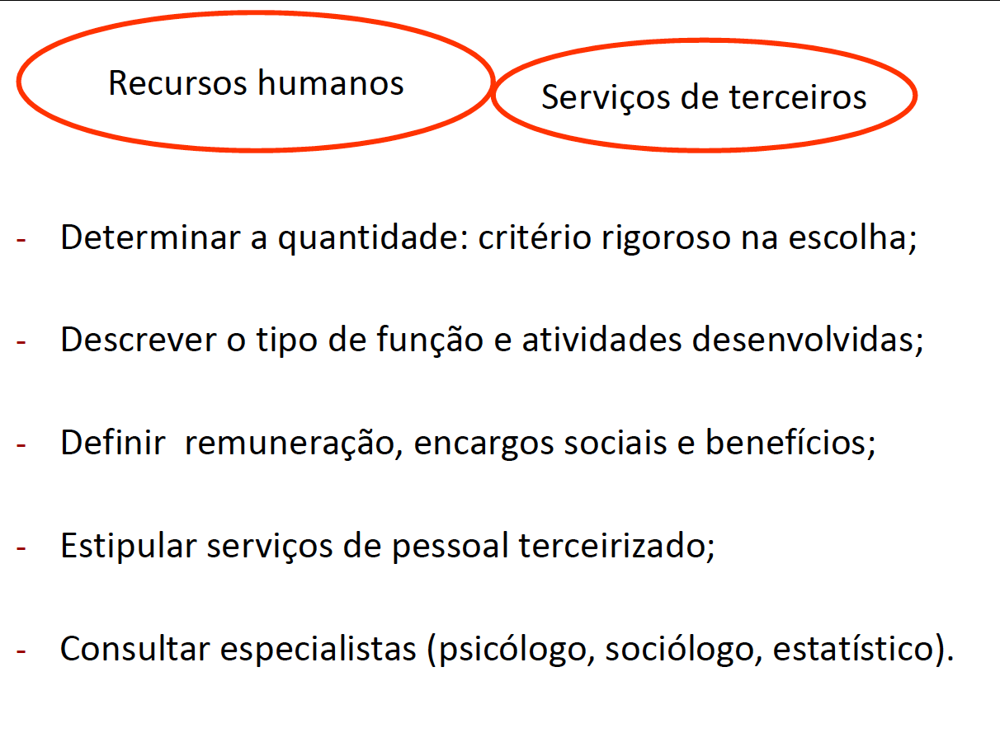 Recursos humanos
Serviços de terceiros
- Determinar a quantidade: critério rigoroso na escolha;
- Descrever o tipo de função e atividades desenvolvidas;
- Definir  remuneração, encargos sociais e benefícios;
- Estipular serviços de pessoal terceirizado;
- Consultar especialistas (psicólogo, sociólogo, estatístico).